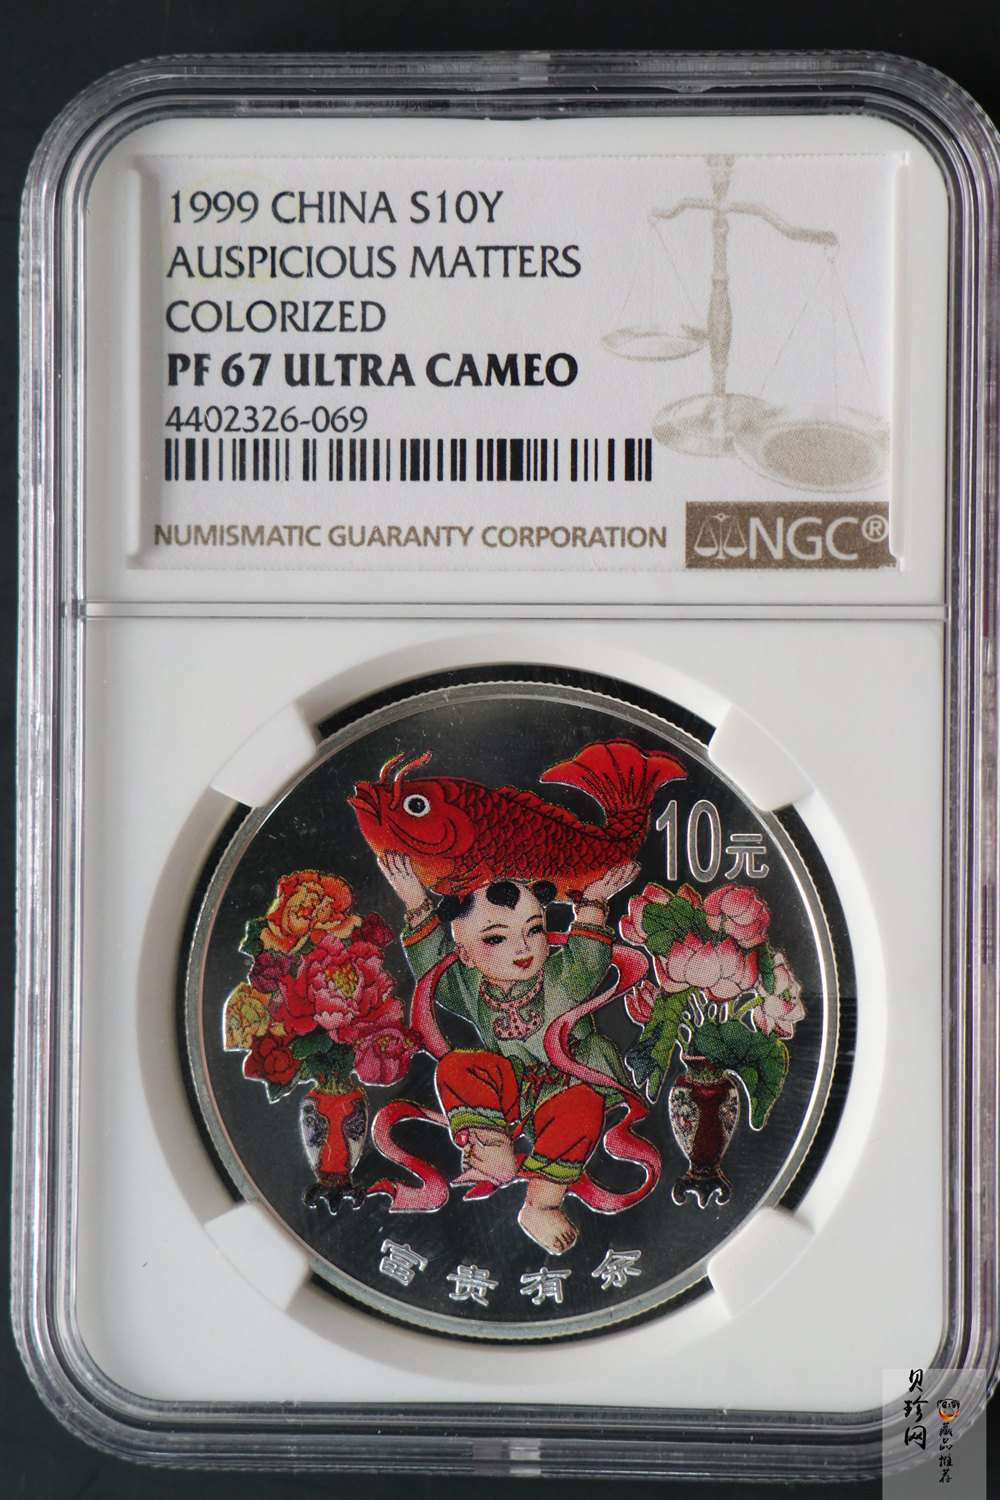 1999 CHINA S10Y
AUSPICIOUS MATTERS
COLORIZED
PF 67 ULTRA CAMEO
4402326-069
NUMISMATIC GUARANTY CORPORATION
NGC®
10元
富贵有余
贝珍网
藏品推荐